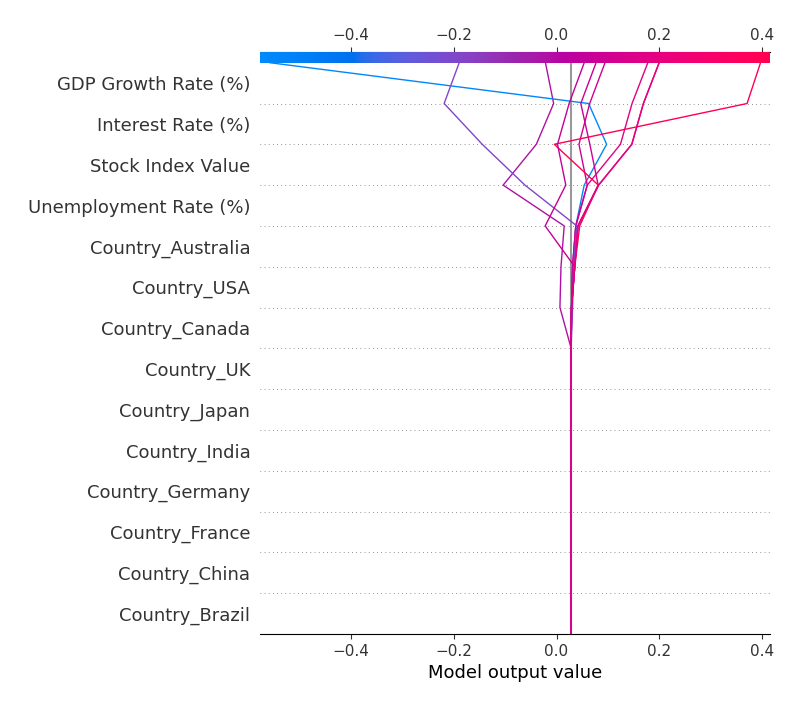 −0.4 −0.2 0.0 0.2 0.4
GDP Growth Rate (%)
Interest Rate (%)
Stock Index Value
Unemployment Rate (%)
Country_Australia
Country_USA
Country_Canada
Country_UK
Country_Japan
Country_India
Country_Germany
Country_France
Country_China
Country_Brazil
−0.4 −0.2 0.0 0.2 0.4
Model output value